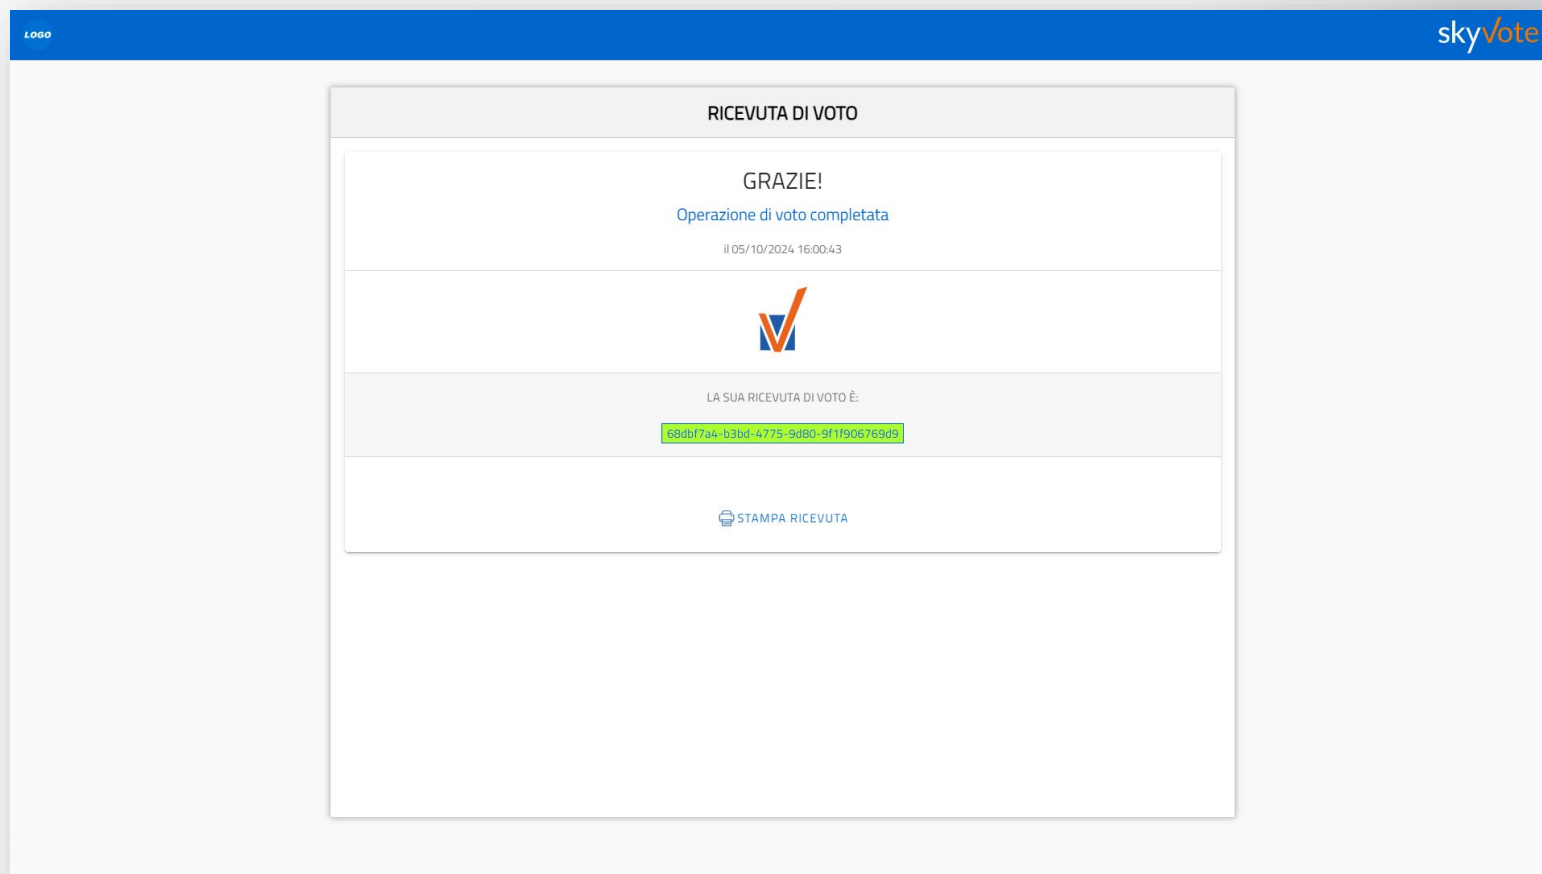 LOGO
skyvote
RICEVUTA DI VOTO
GRAZIE!
Operazione di voto completata
il 05/10/2024 16:00:43
LA SUA RICEVUTA DI VOTO È:
68dbf7a4-b3bd-4775-9d80-9f1f906769d9
STAMPA RICEVUTA